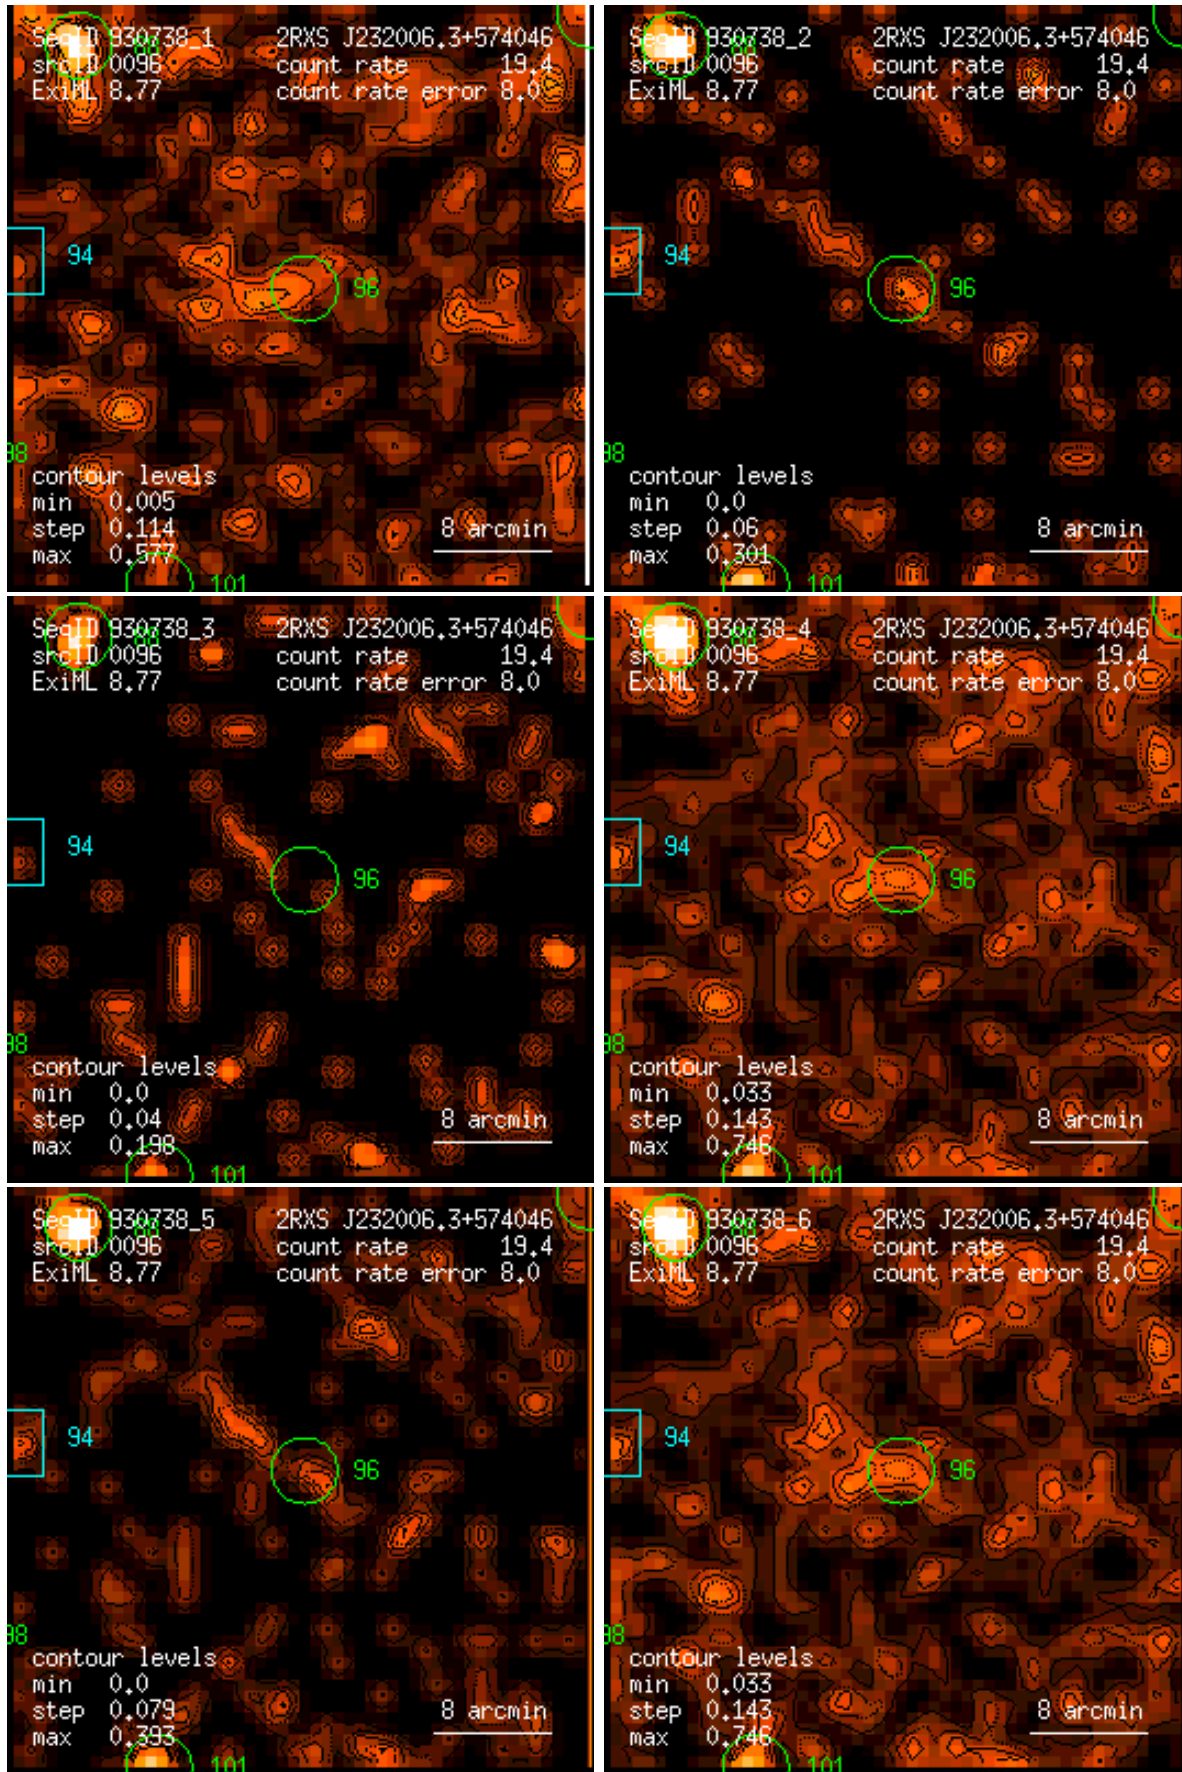 SeqID 930738_1 2RXS J232006.3+574046
srcID 0096 count rate 19.4
ExiML 8.77 count rate error 8.0
94
96
98
contour levels
min 0.005
step 0.114
max 0.577
8 arcmin
101
SeqID 930738_2 2RXS J232006.3+574046
srcID 0096 count rate 19.4
ExiML 8.77 count rate error 8.0
94
96
98
contour levels
min 0.0
step 0.06
max 0.301
8 arcmin
101
SeqID 930738_3 2RXS J232006.3+574046
srcID 0096 count rate 19.4
ExiML 8.77 count rate error 8.0
94
96
98
contour levels
min 0.0
step 0.04
max 0.198
8 arcmin
101
SeqID 930738_4 2RXS J232006.3+574046
srcID 0096 count rate 19.4
ExiML 8.77 count rate error 8.0
94
96
98
contour levels
min 0.033
step 0.143
max 0.746
8 arcmin
101
SeqID 930738_5 2RXS J232006.3+574046
srcID 0096 count rate 19.4
ExiML 8.77 count rate error 8.0
94
96
98
contour levels
min 0.0
step 0.079
max 0.393
8 arcmin
101
SeqID 930738_6 2RXS J232006.3+574046
srcID 0096 count rate 19.4
ExiML 8.77 count rate error 8.0
94
96
98
contour levels
min 0.033
step 0.143
max 0.746
8 arcmin
101